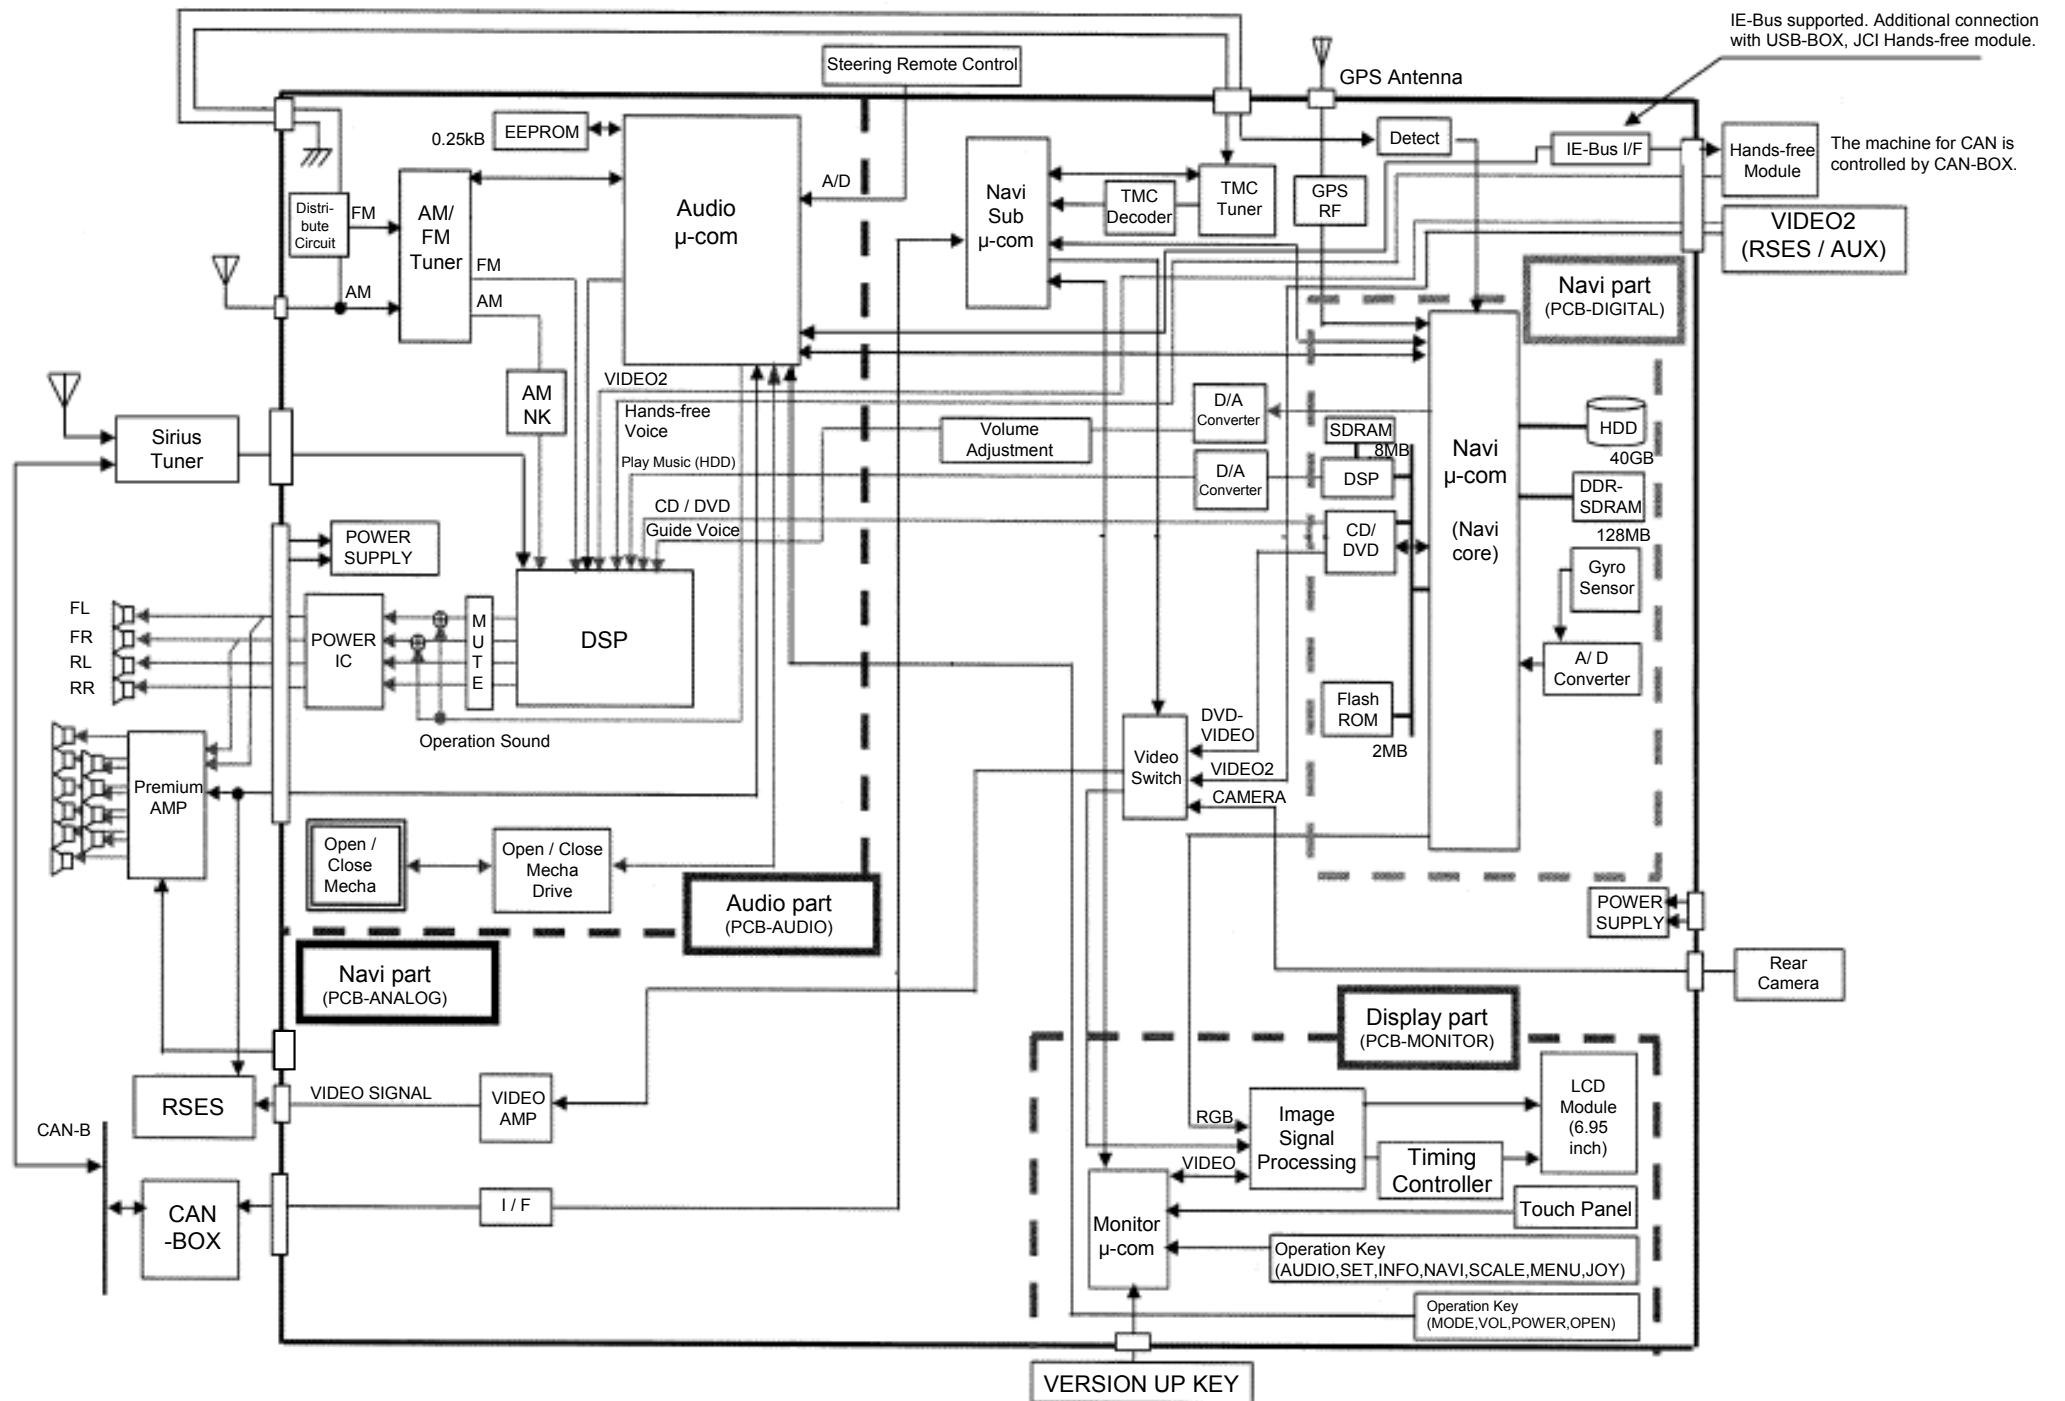 IE-Bus supported. Additional connection
with USB-BOX, JCI Hands-free module.
Steering Remote Control
GPS Antenna
EEPROM
0.25kB
Detect
IE-Bus I/F
Hands-free
Module
The machine for CAN is
controlled by CAN-BOX.
A/D
Audio
µ-com
Navi
Sub
µ-com
TMC
Decoder
TMC
Tuner
GPS
RF
Distri-
bute
Circuit
FM
AM/
FM
Tuner
FM
AM
AM
VIDEO2
(RSES / AUX)
Navi part
(PCB-DIGITAL)
AM
NK
VIDEO2
Hands-free
Voice
Play Music (HDD)
CD / DVD
Guide Voice
Volume
Adjustment
D/A
Converter
D/A
Converter
SDRAM
8MB
DSP
CD/
DVD
Flash
ROM
2MB
Navi
µ-com
(Navi
core)
HDD
40GB
DDR-
SDRAM
128MB
Gyro
Sensor
A/ D
Converter
Sirius
Tuner
POWER
SUPPLY
FL
FR
RL
RR
POWER
IC
M
U
T
E
DSP
Operation Sound
Premium
AMP
Open /
Close
Mecha
Open / Close
Mecha
Drive
Audio part
(PCB-AUDIO)
Navi part
(PCB-ANALOG)
DVD-
VIDEO
VIDEO2
CAMERA
Video
Switch
POWER
SUPPLY
Rear
Camera
Display part
(PCB-MONITOR)
RSES
VIDEO SIGNAL
VIDEO
AMP
CAN-B
CAN
-BOX
I / F
RGB
VIDEO
Image
Signal
Processing
Timing
Controller
LCD
Module
(6.95
inch)
Touch Panel
Monitor
µ-com
Operation Key
(AUDIO,SET,INFO,NAVI,SCALE,MENU,JOY)
Operation Key
(MODE,VOL,POWER,OPEN)
VERSION UP KEY